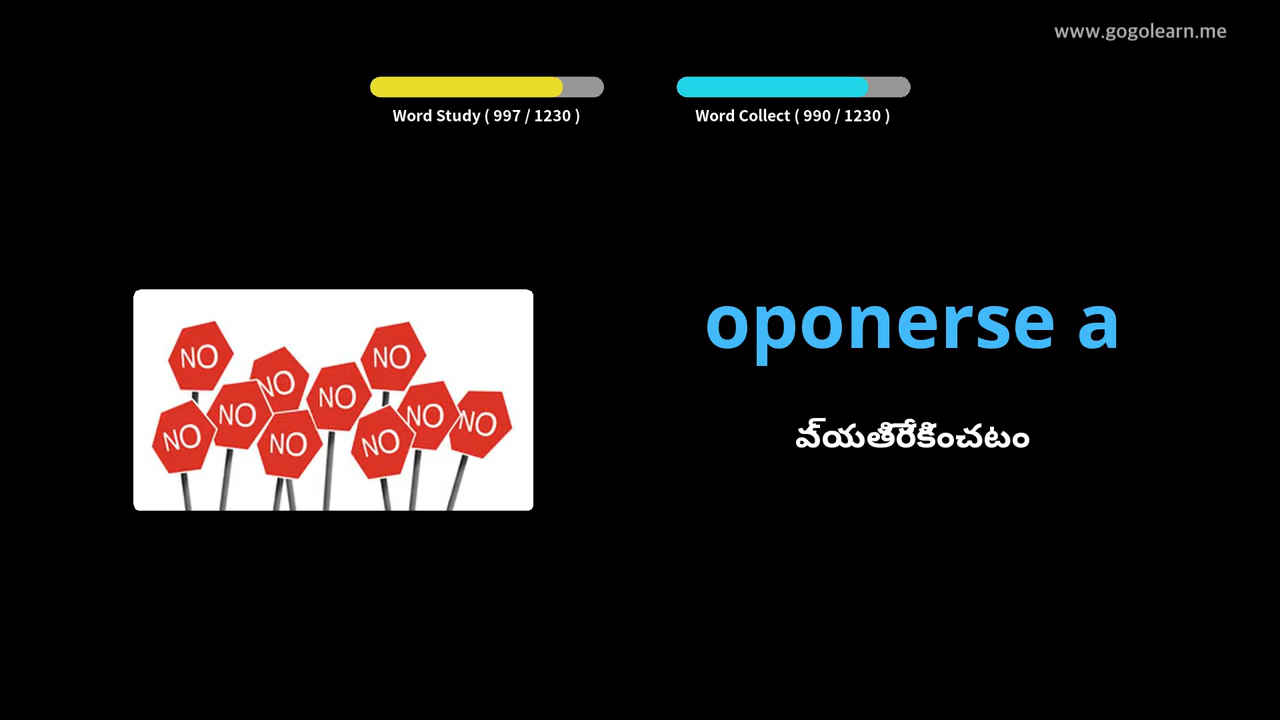 www.gogolearn.me
Word Study ( 997 / 1230 )
Word Collect ( 990 / 1230 )
NO
NO
NO
NO
NO
NO
NO
NO
NO
NO
oponerse a
వ్యతిరేకించటం